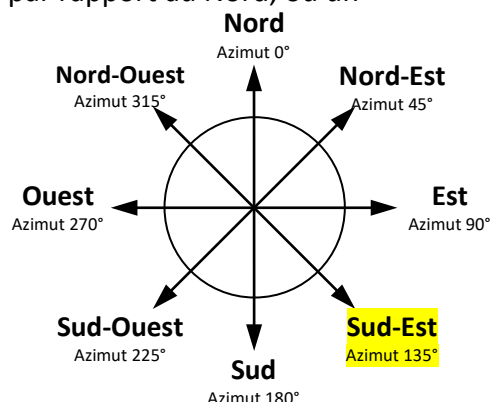 par rapport au Nord, ou un
Nord
Azimut 0°
Nord-Ouest
Azimut 315°
Nord-Est
Azimut 45°
Ouest
Azimut 270°
Est
Azimut 90°
Sud-Ouest
Azimut 225°
Sud-Est
Azimut 135°
Sud
Azimut 180°